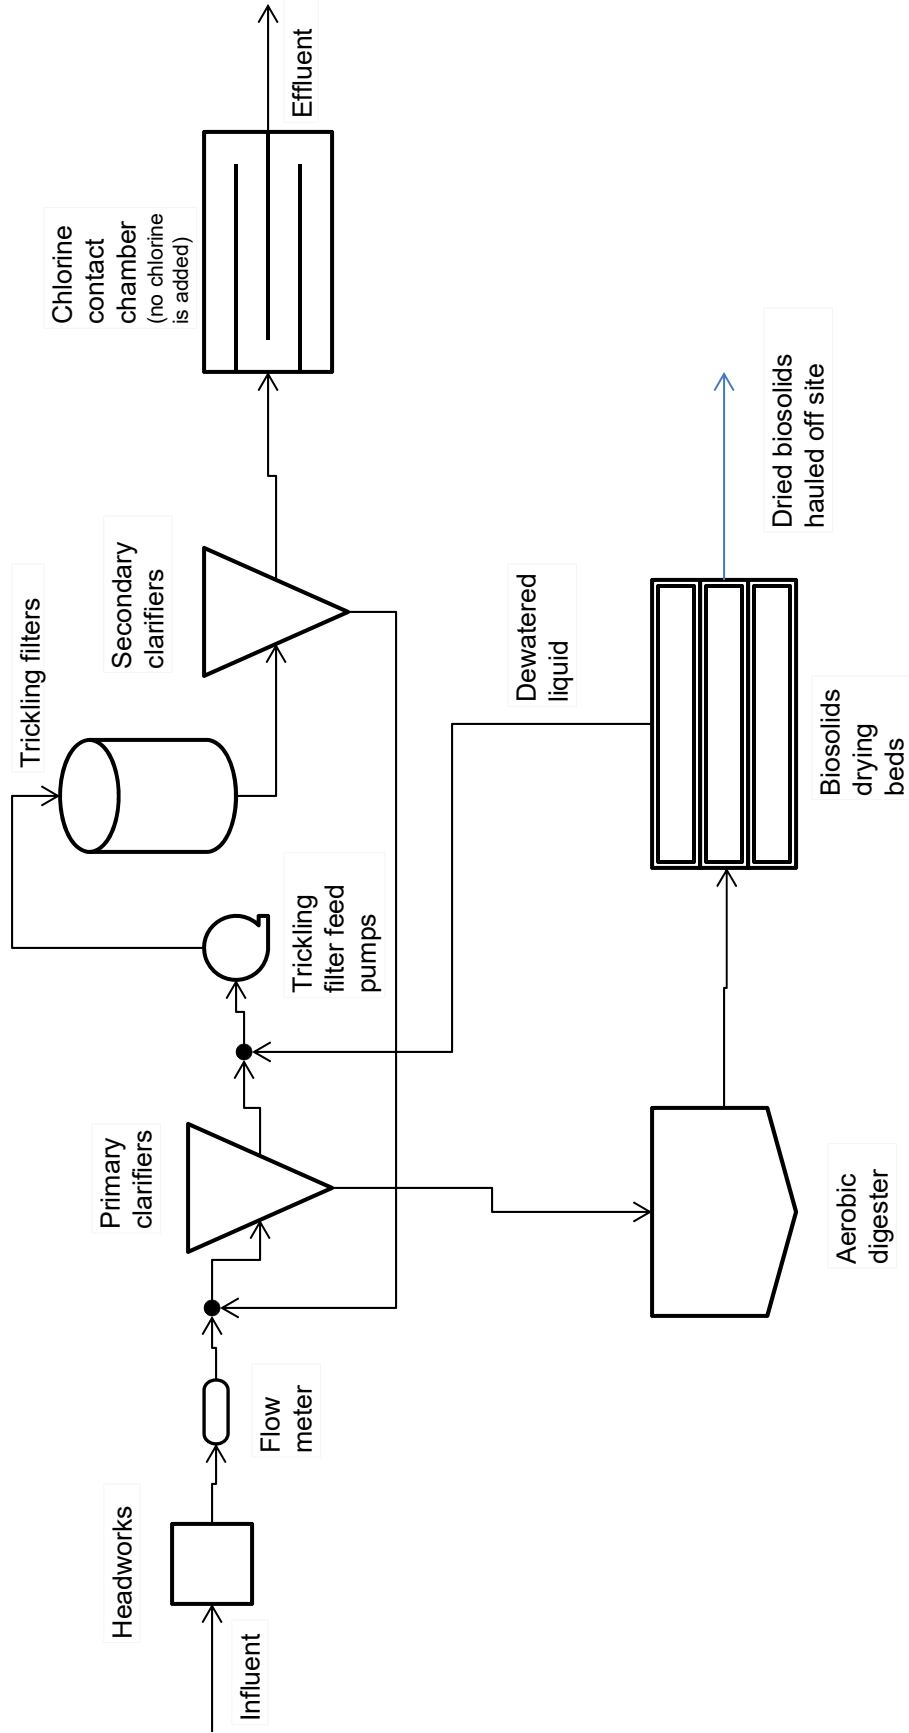 Influent
Headworks
Flow
meter
Primary
clarifiers
Trickling
filter feed
pumps
Trickling filters
Secondary
clarifiers
Chlorine
contact
chamber
(no chlorine
is added)
Effluent
Aerobic
digester
Dewatered
liquid
Biosolids
drying
beds
Dried biosolids
hauled off site